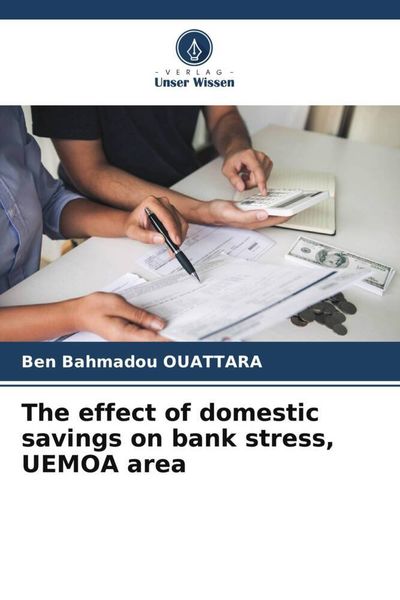 - VERLAG -
Unser Wissen
Ben Bahmadou OUATTARA
The effect of domestic
savings on bank stress,
UEMOA area